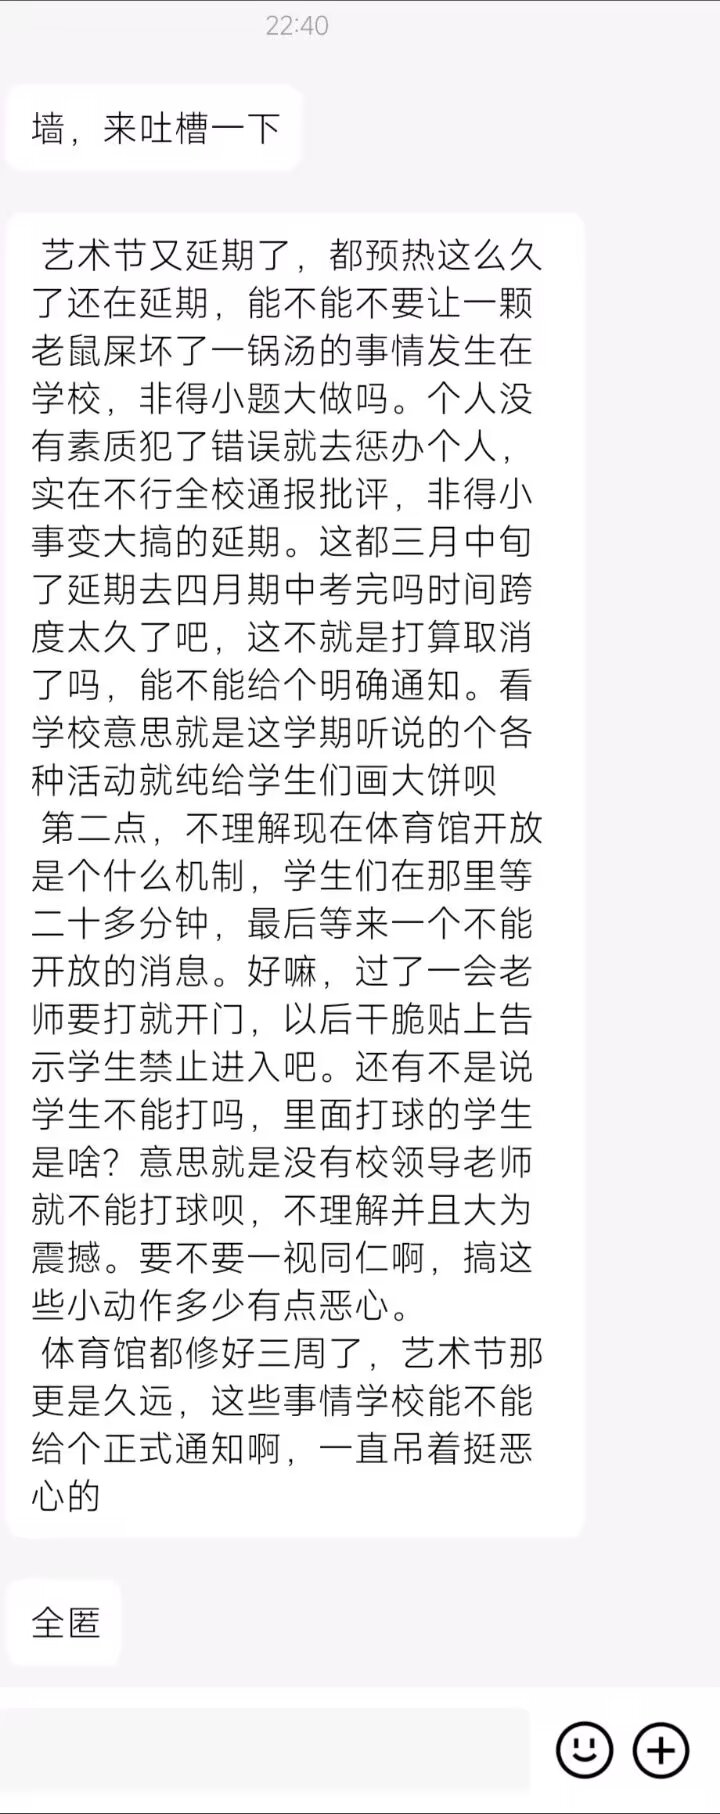 22:40
墙，来吐槽一下
艺术节又延期了，都预热这么久
了还在延期，能不能不要让一颗
老鼠屎坏了一锅汤的事情发生在
学校，非得小题大做吗。个人没
有素质犯了错误就去惩办个人，
实在不行全校通报批评，非得小
事变大搞的延期。这都三月中旬
了延期去四月期中考完吗时间跨
度太久了吧，这不就是打算取消
了吗，能不能给个明确通知。看
学校意思就是这学期听说的个各
种活动就纯给学生们画大饼呗
第二点，不理解现在体育馆开放
是个什么机制，学生们在那里等
二十多分钟，最后等来一个不能
开放的消息。好嘛，过了一会老
师要打就开门，以后干脆贴上告
示学生禁止进入吧。还有不是说
学生不能打吗，里面打球的学生
是啥？意思就是没有校领导老师
就不能打球呗，不理解并且大为
震撼。要不要一视同仁啊，搞这
些小动作多少有点恶心。
体育馆都修好三周了，艺术节那
更是久远，这些事情学校能不能
给个正式通知啊，一直吊着挺恶
心的
全匿